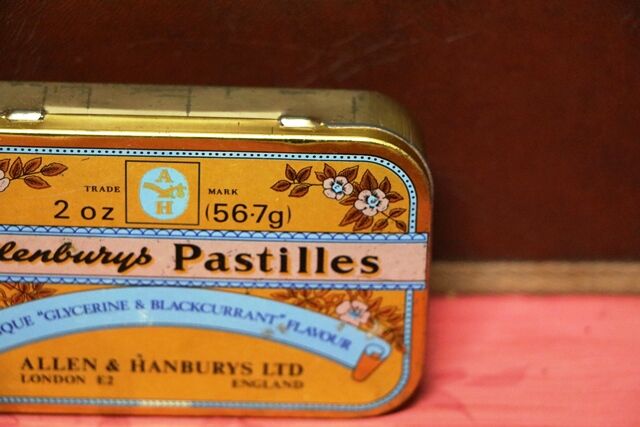 TRADE A&H MARK
2 oz (56·7g)
lenburys Pastilles
QUE "GLYCERINE & BLACKCURRANT" FLAVOUR
ALLEN & HANBURYS LTD
LONDON E2 ENGLAND